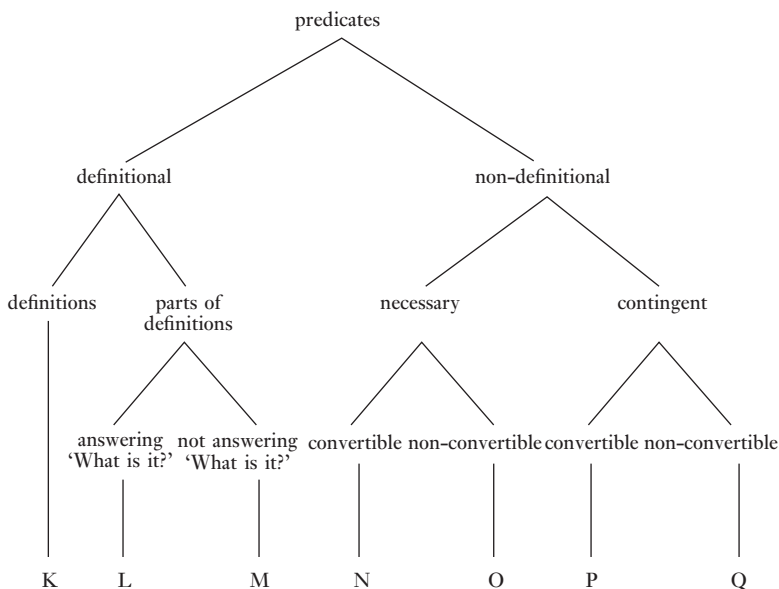 predicates
definitional non-definitional
definitions parts of definitions necessary contingent
answering ‘What is it?’ not answering ‘What is it?’ convertible non-convertible convertible non-convertible
K L M N O P Q